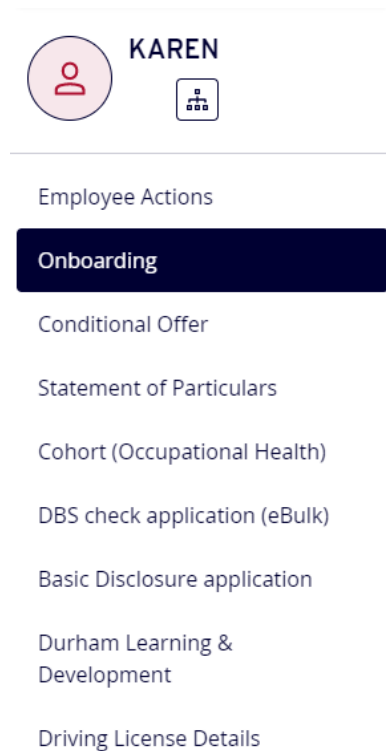 KAREN
Employee Actions
Onboarding
Conditional Offer
Statement of Particulars
Cohort (Occupational Health)
DBS check application (eBulk)
Basic Disclosure application
Durham Learning &
Development
Driving License Details